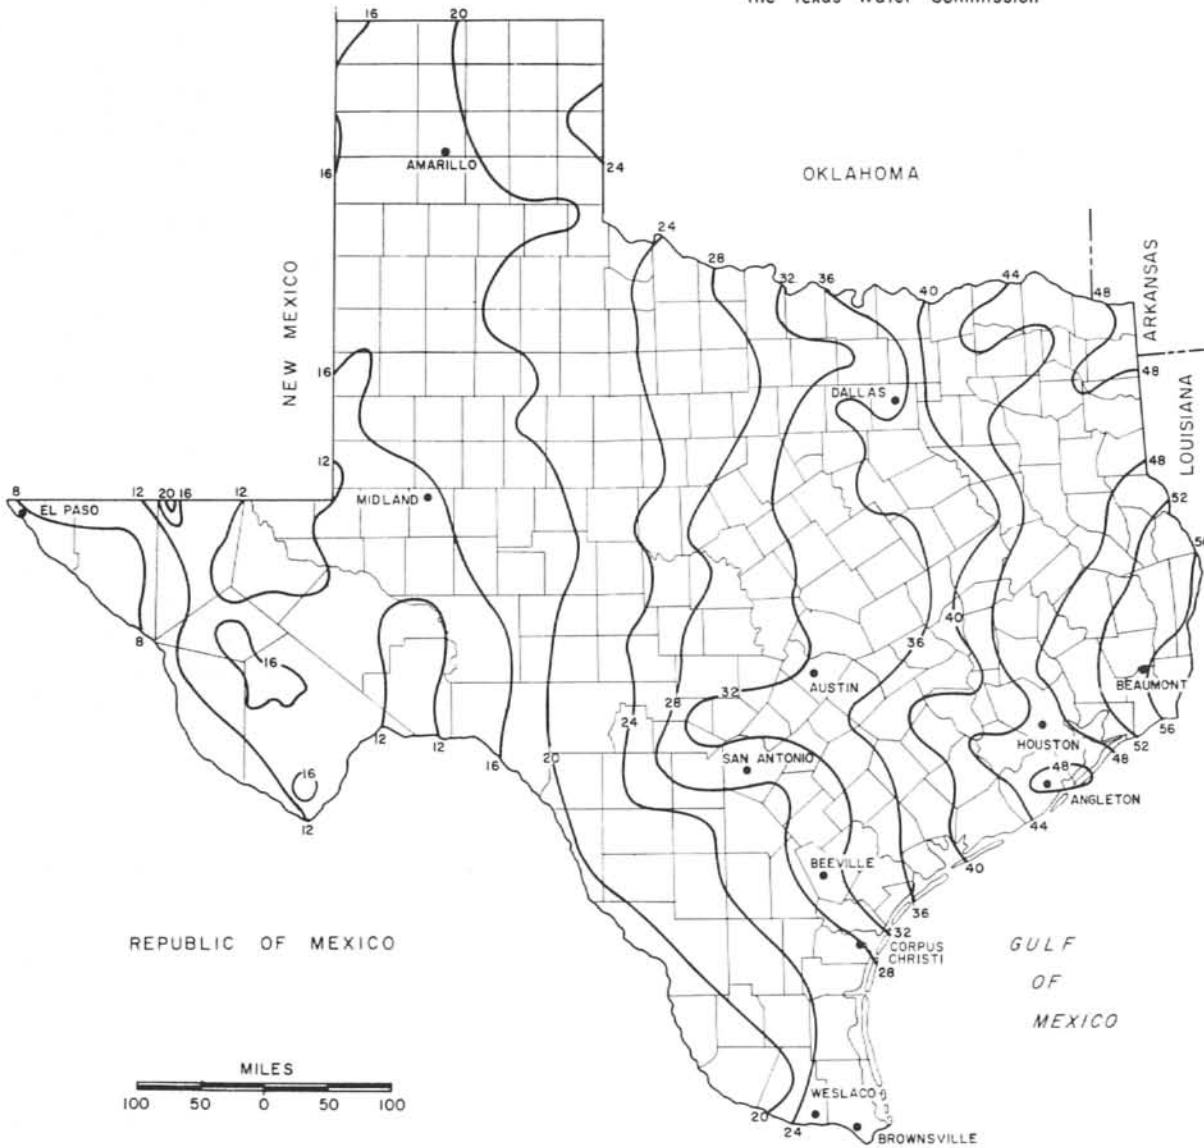 The Texas Water Commission
16 20
AMARILLO
16
24
OKLAHOMA
24
28
32 36
40
44
48
ARKANSAS
NEW MEXICO
16
DALLAS
48
LOUISIANA
12
48
8
EL PASO
12 20 16
12
MIDLAND
52
56
8
16
40
36
AUSTIN
BEAUMONT
32
28
24
12
12
16
20
SAN ANTONIO
HOUSTON
48
52
56
16
12
48
ANGLETON
44
BEEVILLE
40
36
REPUBLIC OF MEXICO
32
CORPUS
CHRISTI
28
GULF
OF
MEXICO
MILES
100 50 0 50 100
WESLACO
20
24
BROWNSVILLE